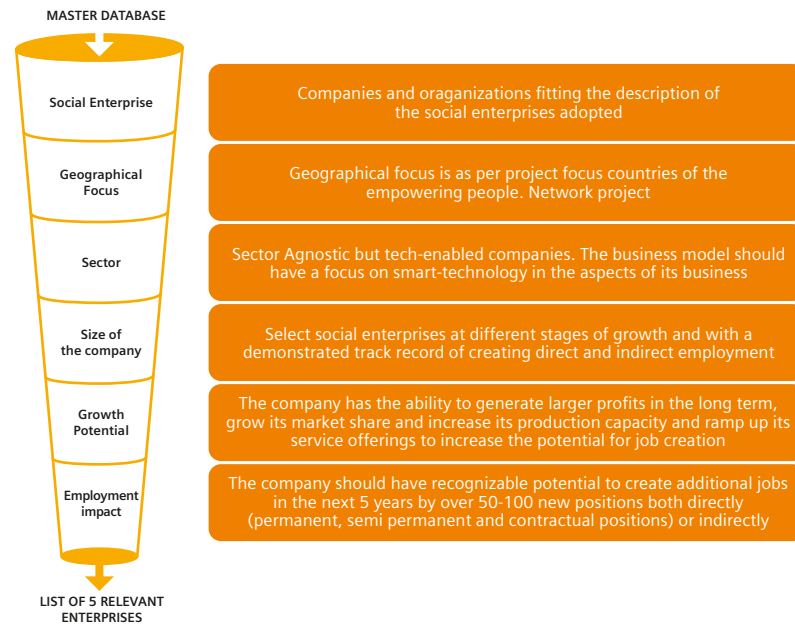 MASTER DATABASE
Social Enterprise
Companies and oraganizations fitting the description of
the social enterprises adopted
Geographical
Focus
Geographical focus is as per project focus countries of the
empowering people. Network project
Sector
Sector Agnostic but tech-enabled companies. The business model should
have a focus on smart-technology in the aspects of its business
Size of
the company
Select social enterprises at different stages of growth and with a
demonstrated track record of creating direct and indirect employment
Growth
Potential
The company has the ability to generate larger profits in the long term,
grow its market share and increase its production capacity and ramp up its
service offerings to increase the potential for job creation
Employment
impact
The company should have recognizable potential to create additional jobs
in the next 5 years by over 50-100 new positions both directly
(permanent, semi permanent and contractual positions) or indirectly
LIST OF 5 RELEVANT
ENTERPRISES